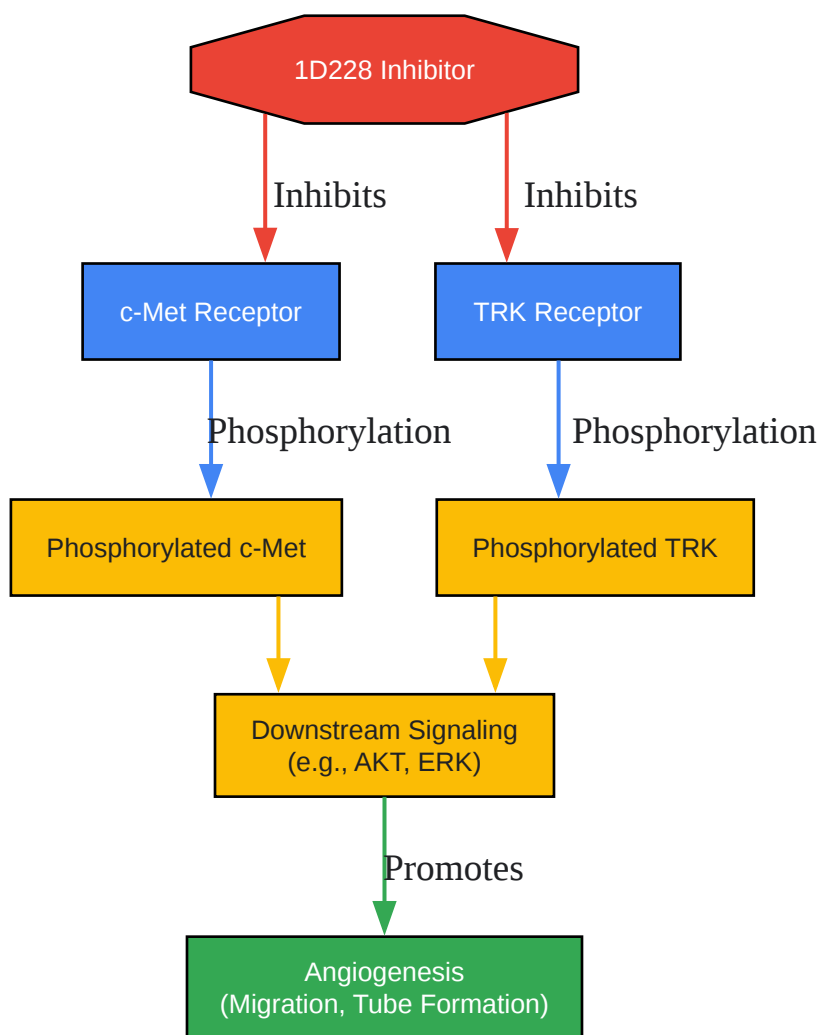 1D228 Inhibitor
Inhibits
Inhibits
c-Met Receptor
TRK Receptor
Phosphorylation
Phosphorylation
Phosphorylated c-Met
Phosphorylated TRK
Downstream Signaling
(e.g., AKT, ERK)
Promotes
Angiogenesis
(Migration, Tube Formation)